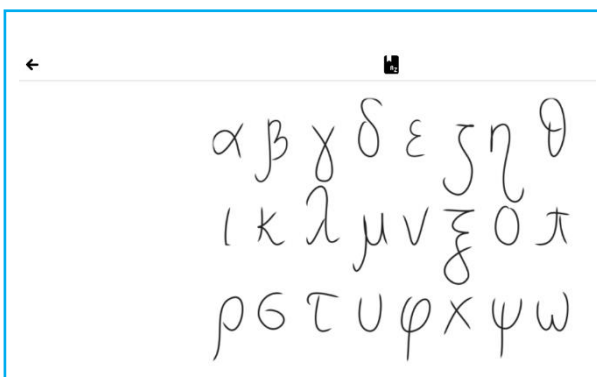 α β γ δ ε ζ η θ
ι κ λ μ ν ξ ο π
ρ σ τ υ φ χ ψ ω